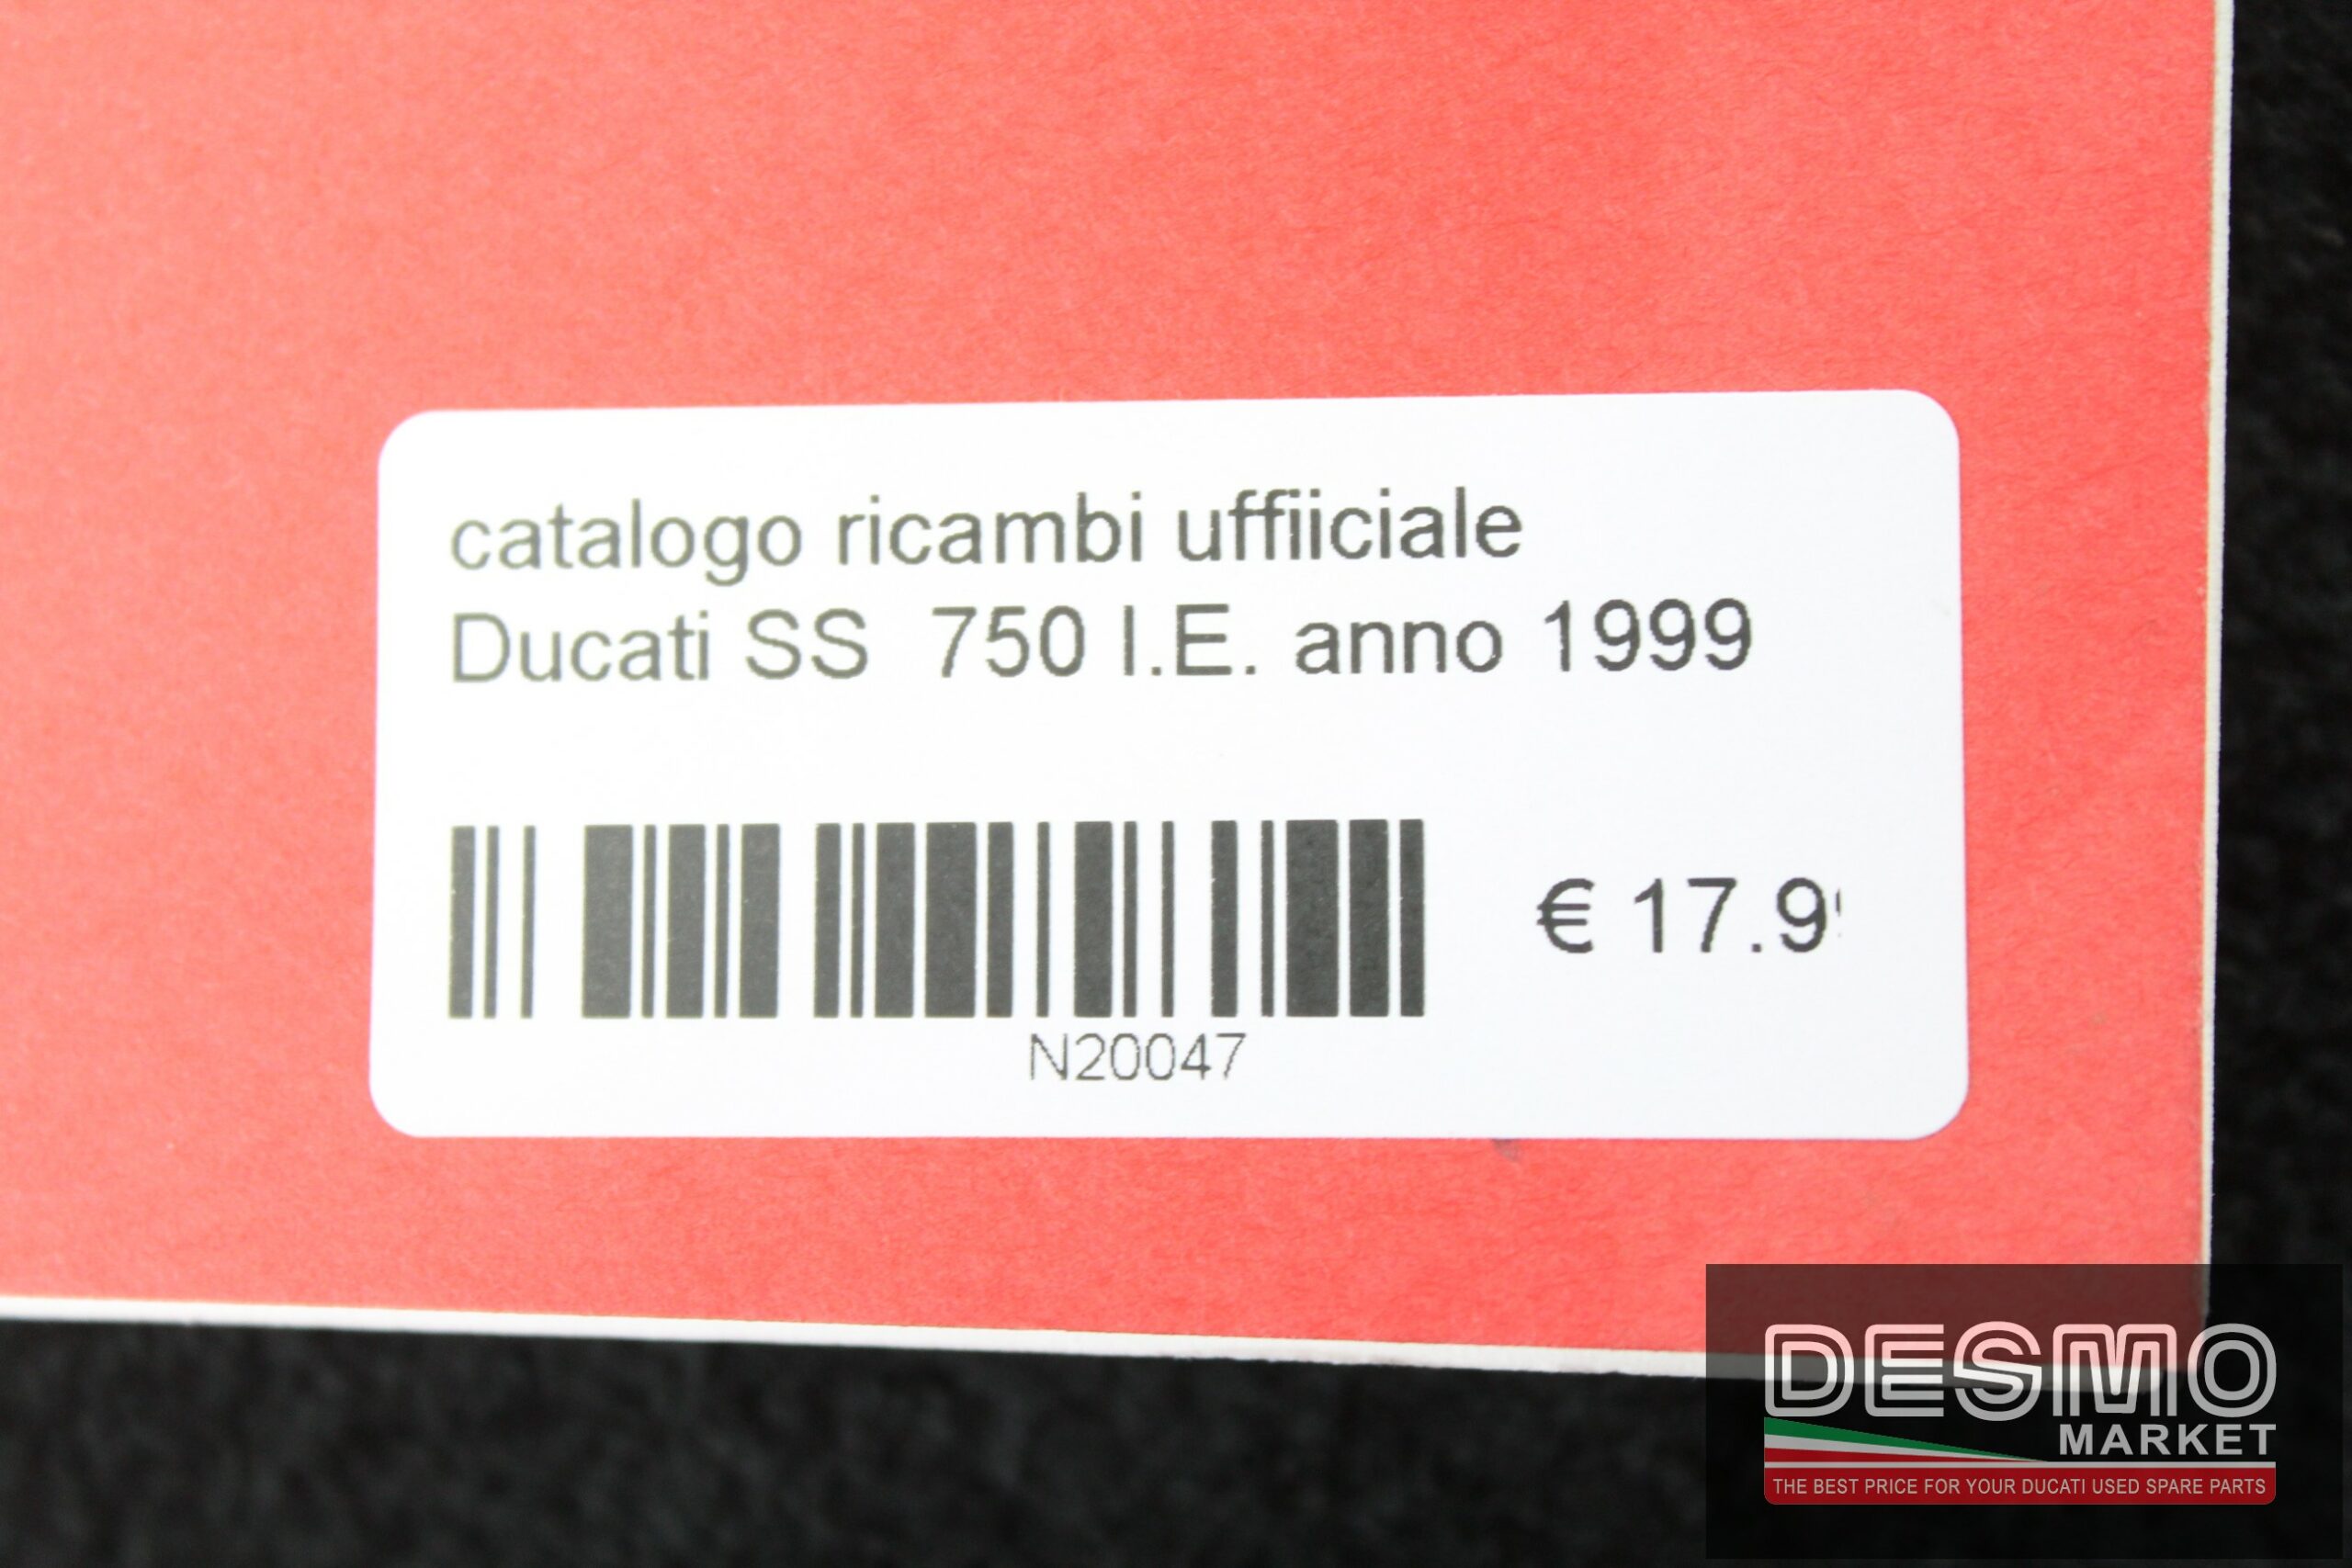 catalogo ricambi uffiiciale
Ducati SS  750 I.E. anno 1999
€ 17.9
N20047
DESMO
MARKET
THE BEST PRICE FOR YOUR DUCATI USED SPARE PARTS